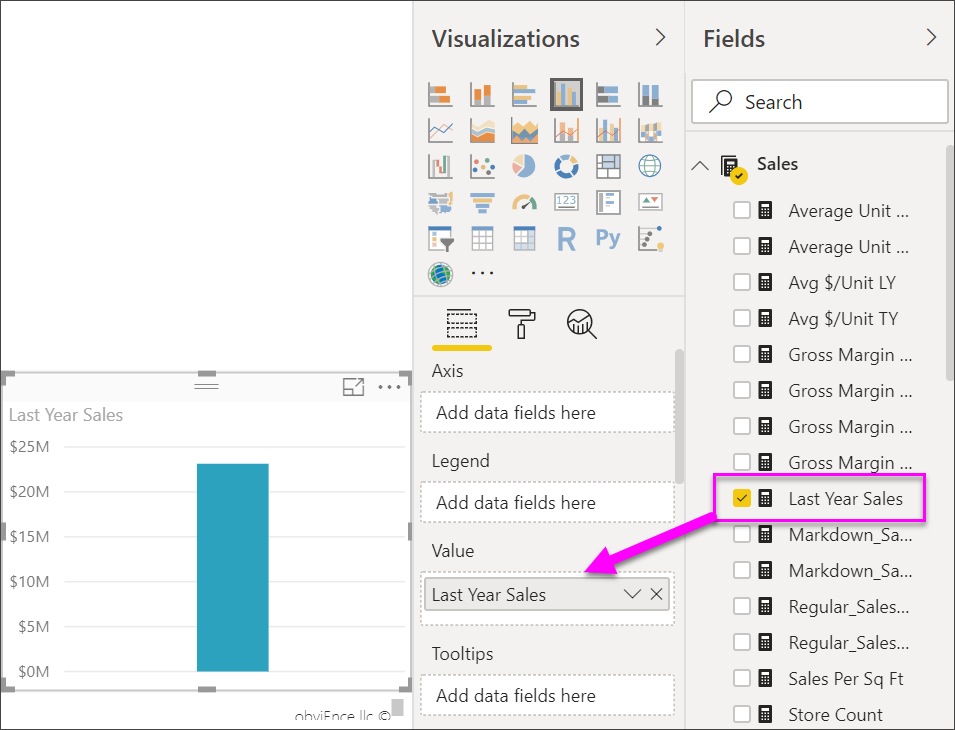 Visualizations
123
R
Py
Axis
Add data fields here
Legend
Add data fields here
Value
Last Year Sales
Tooltips
Add data fields here
Fields
Search
Sales
Average Unit ...
Average Unit ...
Avg $/Unit LY
Avg $/Unit TY
Gross Margin ...
Gross Margin ...
Gross Margin ...
Gross Margin ...
Last Year Sales
Markdown_Sa...
Markdown_Sa...
Regular_Sales...
Regular_Sales...
Sales Per Sq Ft
Store Count
Last Year Sales
$25M
$20M
$15M
$10M
$5M
$0M
obviEnce llc ©